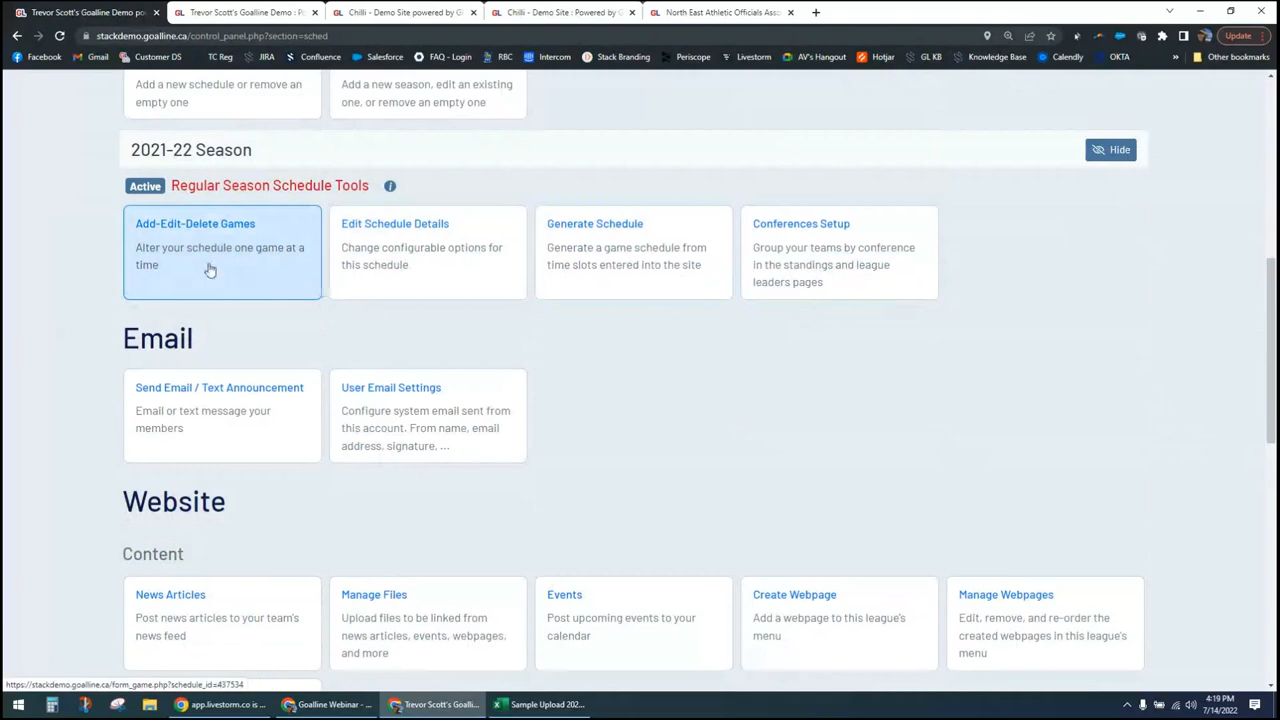 Trevor Scott's Goalline Demo po
Trevor Scott's Goalline Demo : P
Chilli - Demo Site powered by G
Chilli - Demo Site : Powered by G
North East Athletic Officials Ass
stackdemo.goalline.ca/control_panel.php?section=sched
Update
Facebook
Gmail
Customer DS
TC Reg
JIRA
Confluence
Salesforce
FAQ - Login
RBC
Intercom
Stack Branding
Periscope
Livestorm
AV's Hangout
Hotjar
GL KB
Knowledge Base
Calendly
OKTA
»
Other bookmarks
Add a new schedule or remove an
empty one
Add a new season, edit an existing
one, or remove an empty one
2021-22 Season
Hide
Active Regular Season Schedule Tools
Add-Edit-Delete Games
Alter your schedule one game at a
time
Edit Schedule Details
Change configurable options for
this schedule
Generate Schedule
Generate a game schedule from
time slots entered into the site
Conferences Setup
Group your teams by conference
in the standings and league
leaders pages
Email
Send Email / Text Announcement
Email or text message your
members
User Email Settings
Configure system email sent from
this account. From name, email
address, signature, ...
Website
Content
News Articles
Post news articles to your team's
news feed
Manage Files
Upload files to be linked from
news articles, events, webpages,
and more
Events
Post upcoming events to your
calendar
Create Webpage
Add a webpage to this league's
menu
Manage Webpages
Edit, remove, and re-order the
created webpages in this league's
menu
https://stackdemo.goalline.ca/form_game.php?schedule_id=437534
app.livestorm.co is ...
Goalline Webinar - ...
Trevor Scott's Goalli...
Sample Upload 202...
4:19 PM
7/14/2022